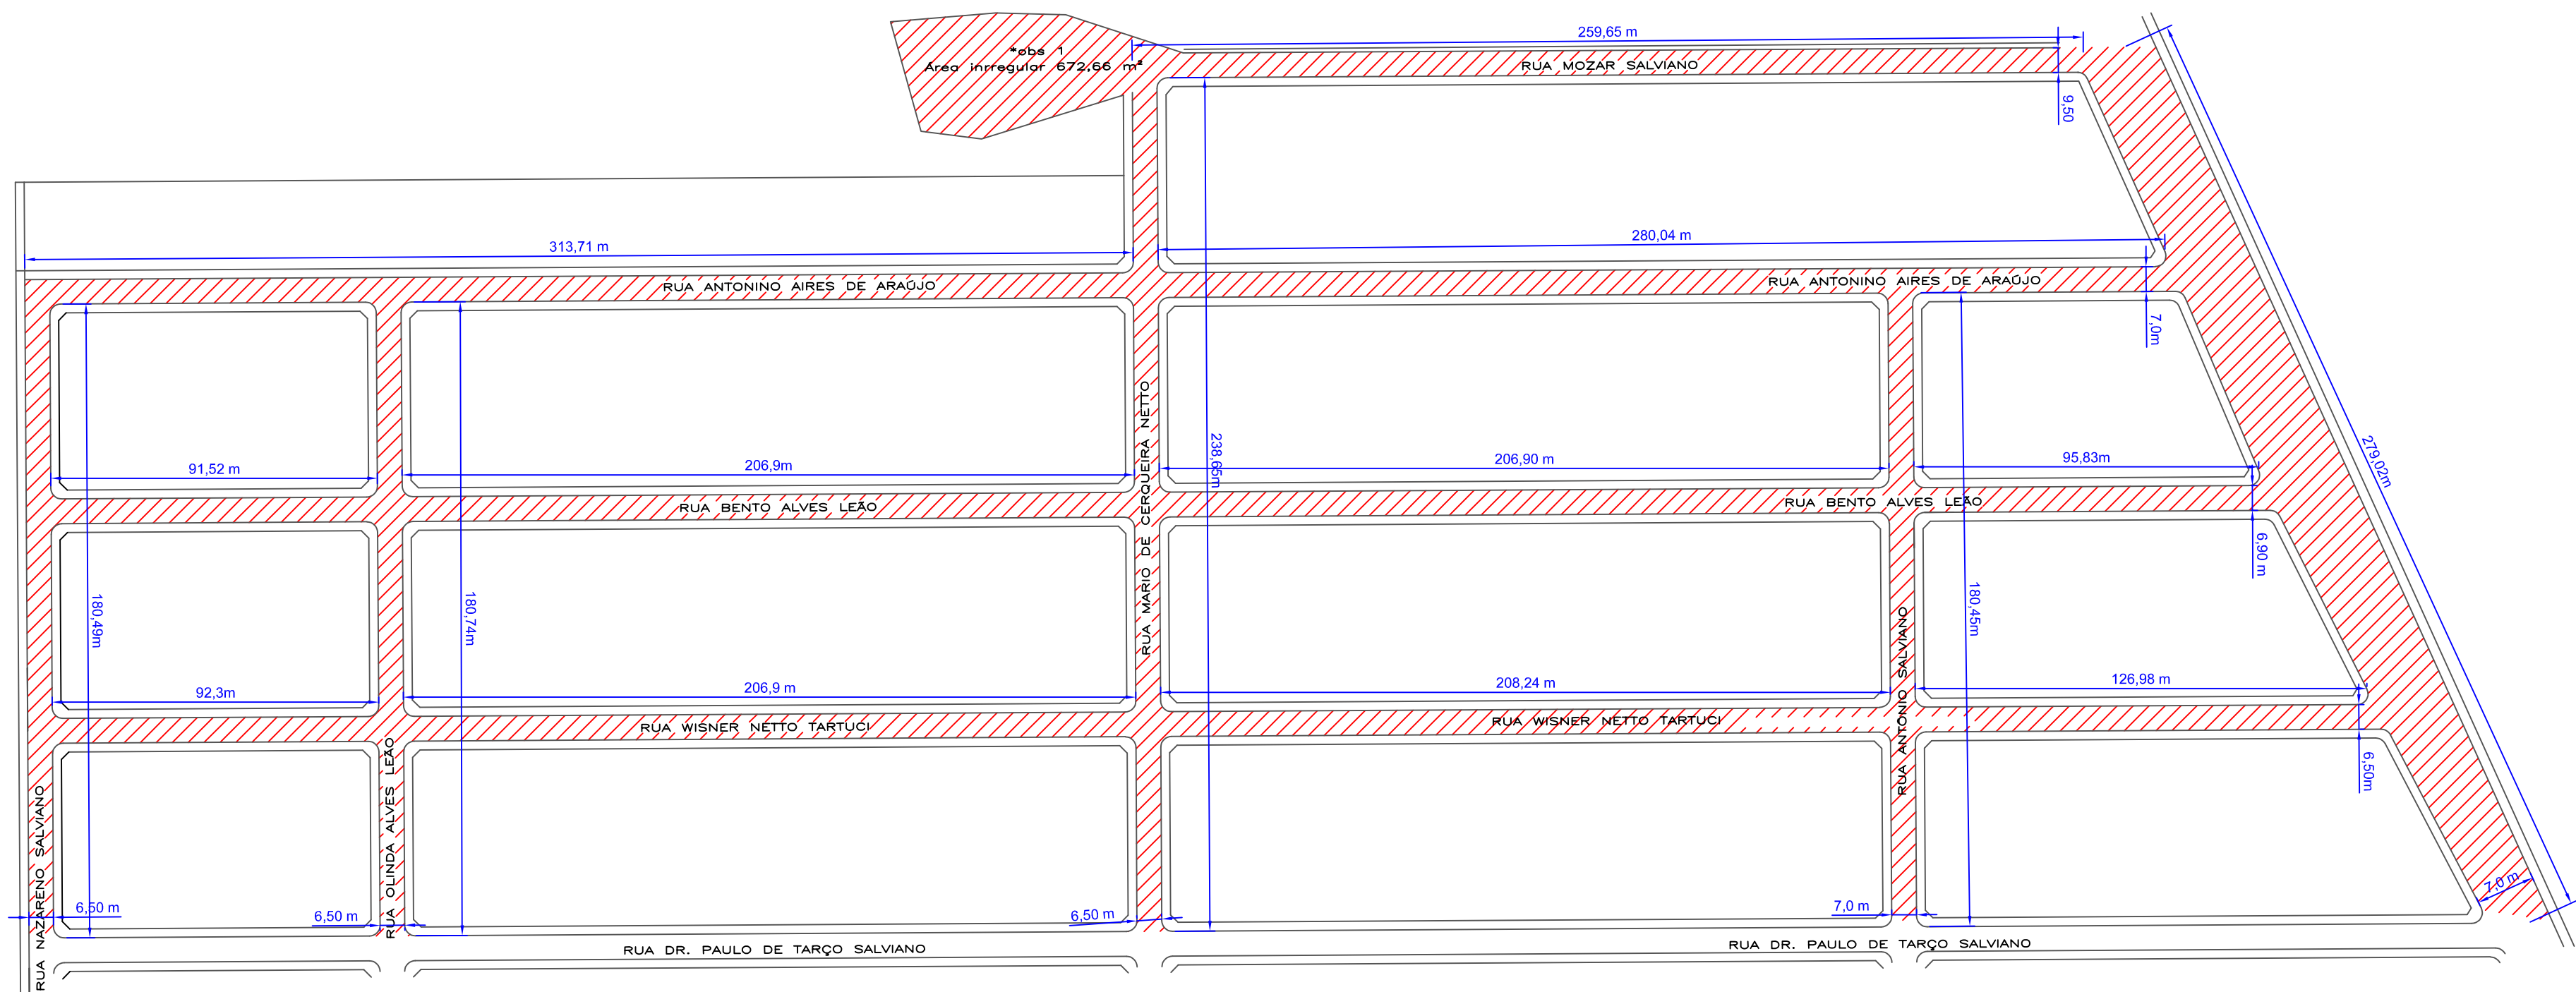 259,65 m
*obs 1
Área inrregular 672,66 m²
RUA MOZAR SALVIANO
9,50
313,71 m
280,04 m
RUA ANTONINO AIRES DE ARAÚJO
RUA ANTONINO AIRES DE ARAÚJO
7,0m
91,52 m
206,9m
238,65m
206,90 m
95,83m
279,02m
RUA MARIO DE CERQUEIRA NETTO
RUA BENTO ALVES LEÃO
RUA BENTO ALVES LEÃO
6,90 m
180,49m
180,74m
180,45m
92,3m
206,9 m
208,24 m
126,98 m
RUA WISNER NETTO TARTUCI
RUA WISNER NETTO TARTUCI
6,50m
RUA NAZARENO SALVIANO
RUA OLINDA ALVES LEÃO
RUA ANTÔNIO SALVIANO
6,50 m
6,50 m
6,50 m
7,0 m
7,0 m
RUA DR. PAULO DE TARÇO SALVIANO
RUA DR. PAULO DE TARÇO SALVIANO